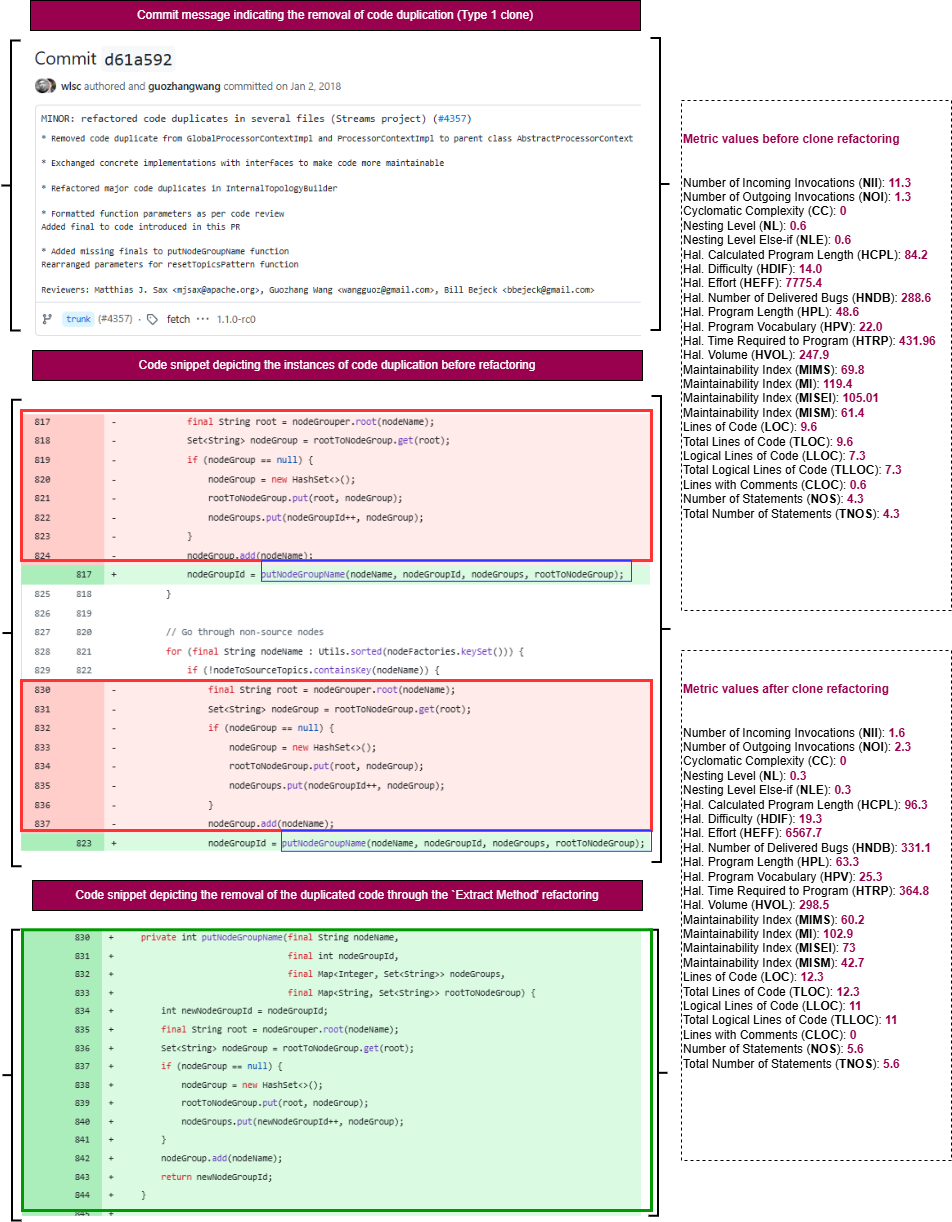 Commit message indicating the removal of code duplication (Type 1 clone)
Commit d61a592
wlsc authored and guozhangwang committed on Jan 2, 2018
MINOR: refactored code duplicates in several files (Streams project) (#4357)
* Removed code duplicate from GlobalProcessorContextImpl and ProcessorContextImpl to parent class AbstractProcessorContext
* Exchanged concrete implementations with interfaces to make code more maintainable
* Refactored major code duplicates in InternalTopologyBuilder
* Formatted function parameters as per code review
Added final to code introduced in this PR
* Added missing finals to putNodeGroupName function
Rearranged parameters for resetTopicsPattern function
Reviewers: Matthias J. Sax <mjsax@apache.org>, Guozhang Wang <wangguoz@gmail.com>, Bill Bejeck <bbejeck@gmail.com>
trunk (#4357) · fetch ··· 1.1.0-rc0
Code snippet depicting the instances of code duplication before refactoring
817 - final String root = nodeGrouper.root(nodeName);
818 - Set<String> nodeGroup = rootToNodeGroup.get(root);
819 - if (nodeGroup == null) {
820 - nodeGroup = new HashSet<>();
821 - rootToNodeGroup.put(root, nodeGroup);
822 - nodeGroups.put(nodeGroupId++, nodeGroup);
823 - }
824 - nodeGroup.add(nodeName);
817 + nodeGroupId = putNodeGroupName(nodeName, nodeGroupId, nodeGroups, rootToNodeGroup);
825 818 }
826 819
827 820 // Go through non-source nodes
828 821 for (final String nodeName : Utils.sorted(nodeFactories.keySet())) {
829 822 if (!nodeToSourceTopics.containsKey(nodeName)) {
830 - final String root = nodeGrouper.root(nodeName);
831 - Set<String> nodeGroup = rootToNodeGroup.get(root);
832 - if (nodeGroup == null) {
833 - nodeGroup = new HashSet<>();
834 - rootToNodeGroup.put(root, nodeGroup);
835 - nodeGroups.put(nodeGroupId++, nodeGroup);
836 - }
837 - nodeGroup.add(nodeName);
823 + nodeGroupId = putNodeGroupName(nodeName, nodeGroupId, nodeGroups, rootToNodeGroup);
Code snippet depicting the removal of the duplicated code through the `Extract Method' refactoring
830 + private int putNodeGroupName(final String nodeName,
831 + final int nodeGroupId,
832 + final Map<Integer, Set<String>> nodeGroups,
833 + final Map<String, Set<String>> rootToNodeGroup) {
834 + int newNodeGroupId = nodeGroupId;
835 + final String root = nodeGrouper.root(nodeName);
836 + Set<String> nodeGroup = rootToNodeGroup.get(root);
837 + if (nodeGroup == null) {
838 + nodeGroup = new HashSet<>();
839 + rootToNodeGroup.put(root, nodeGroup);
840 + nodeGroups.put(newNodeGroupId++, nodeGroup);
841 + }
842 + nodeGroup.add(nodeName);
843 + return newNodeGroupId;
844 + }
845 +
Metric values before clone refactoring
Number of Incoming Invocations (NII): 11.3
Number of Outgoing Invocations (NOI): 1.3
Cyclomatic Complexity (CC): 0
Nesting Level (NL): 0.6
Nesting Level Else-if (NLE): 0.6
Hal. Calculated Program Length (HCPL): 84.2
Hal. Difficulty (HDIF): 14.0
Hal. Effort (HEFF): 7775.4
Hal. Number of Delivered Bugs (HNDB): 288.6
Hal. Program Length (HPL): 48.6
Hal. Program Vocabulary (HPV): 22.0
Hal. Time Required to Program (HTRP): 431.96
Hal. Volume (HVOL): 247.9
Maintainability Index (MIMS): 69.8
Maintainability Index (MI): 119.4
Maintainability Index (MISEI): 105.01
Maintainability Index (MISM): 61.4
Lines of Code (LOC): 9.6
Total Lines of Code (TLOC): 9.6
Logical Lines of Code (LLOC): 7.3
Total Logical Lines of Code (TLLOC): 7.3
Lines with Comments (CLOC): 0.6
Number of Statements (NOS): 4.3
Total Number of Statements (TNOS): 4.3
Metric values after clone refactoring
Number of Incoming Invocations (NII): 1.6
Number of Outgoing Invocations (NOI): 2.3
Cyclomatic Complexity (CC): 0
Nesting Level (NL): 0.3
Nesting Level Else-if (NLE): 0.3
Hal. Calculated Program Length (HCPL): 96.3
Hal. Difficulty (HDIF): 19.3
Hal. Effort (HEFF): 6567.7
Hal. Number of Delivered Bugs (HNDB): 331.1
Hal. Program Length (HPL): 63.3
Hal. Program Vocabulary (HPV): 25.3
Hal. Time Required to Program (HTRP): 364.8
Hal. Volume (HVOL): 298.5
Maintainability Index (MIMS): 60.2
Maintainability Index (MI): 102.9
Maintainability Index (MISEI): 73
Maintainability Index (MISM): 42.7
Lines of Code (LOC): 12.3
Total Lines of Code (TLOC): 12.3
Logical Lines of Code (LLOC): 11
Total Logical Lines of Code (TLLOC): 11
Lines with Comments (CLOC): 0
Number of Statements (NOS): 5.6
Total Number of Statements (TNOS): 5.6